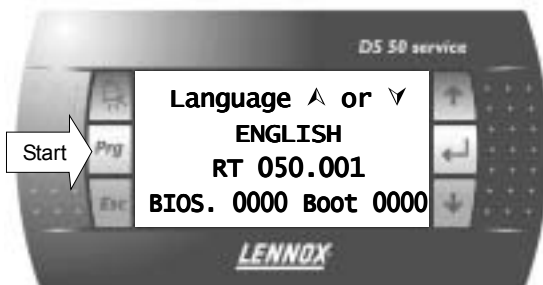 DS 50 service
Language ⮝ or ⮟
ENGLISH
RT 050.001
BIOS. 0000 Boot 0000
Start
Prg
Esc
LENNOX